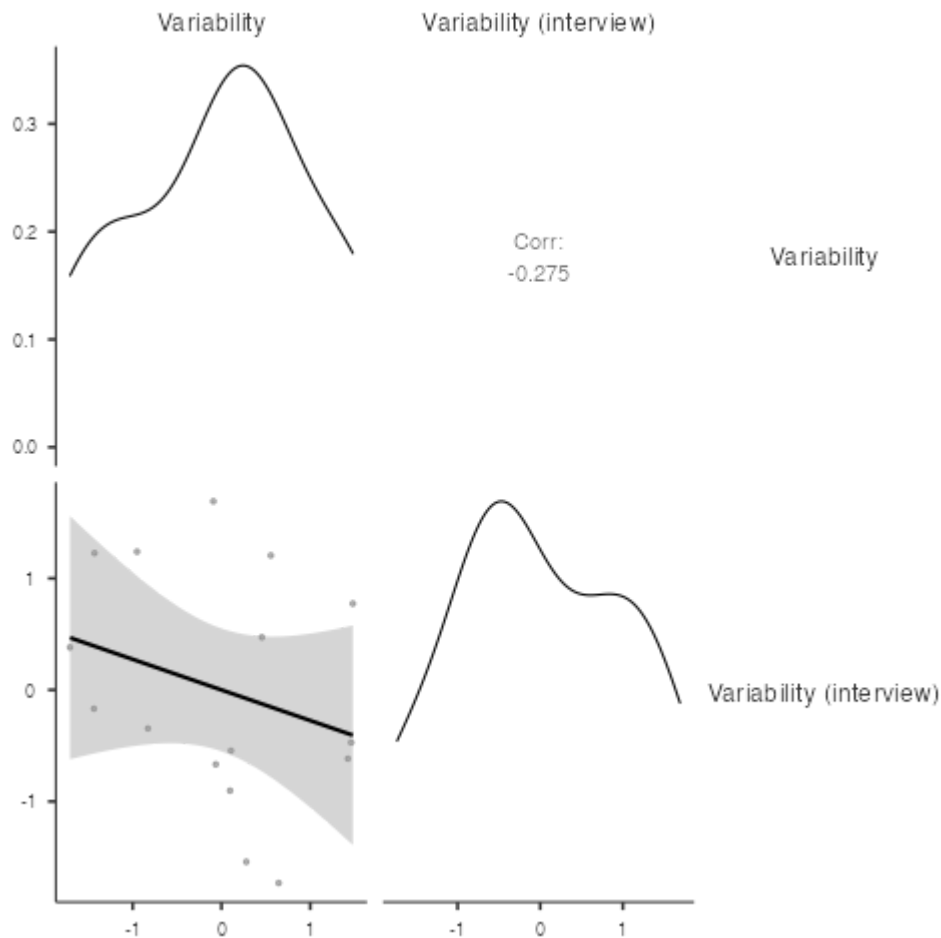 Variability
Variability (interview)
0.3
0.2
0.1
0.0
Corr:
-0.275
Variability
1
0
-1
Variability (interview)
-1
0
1
-1
0
1